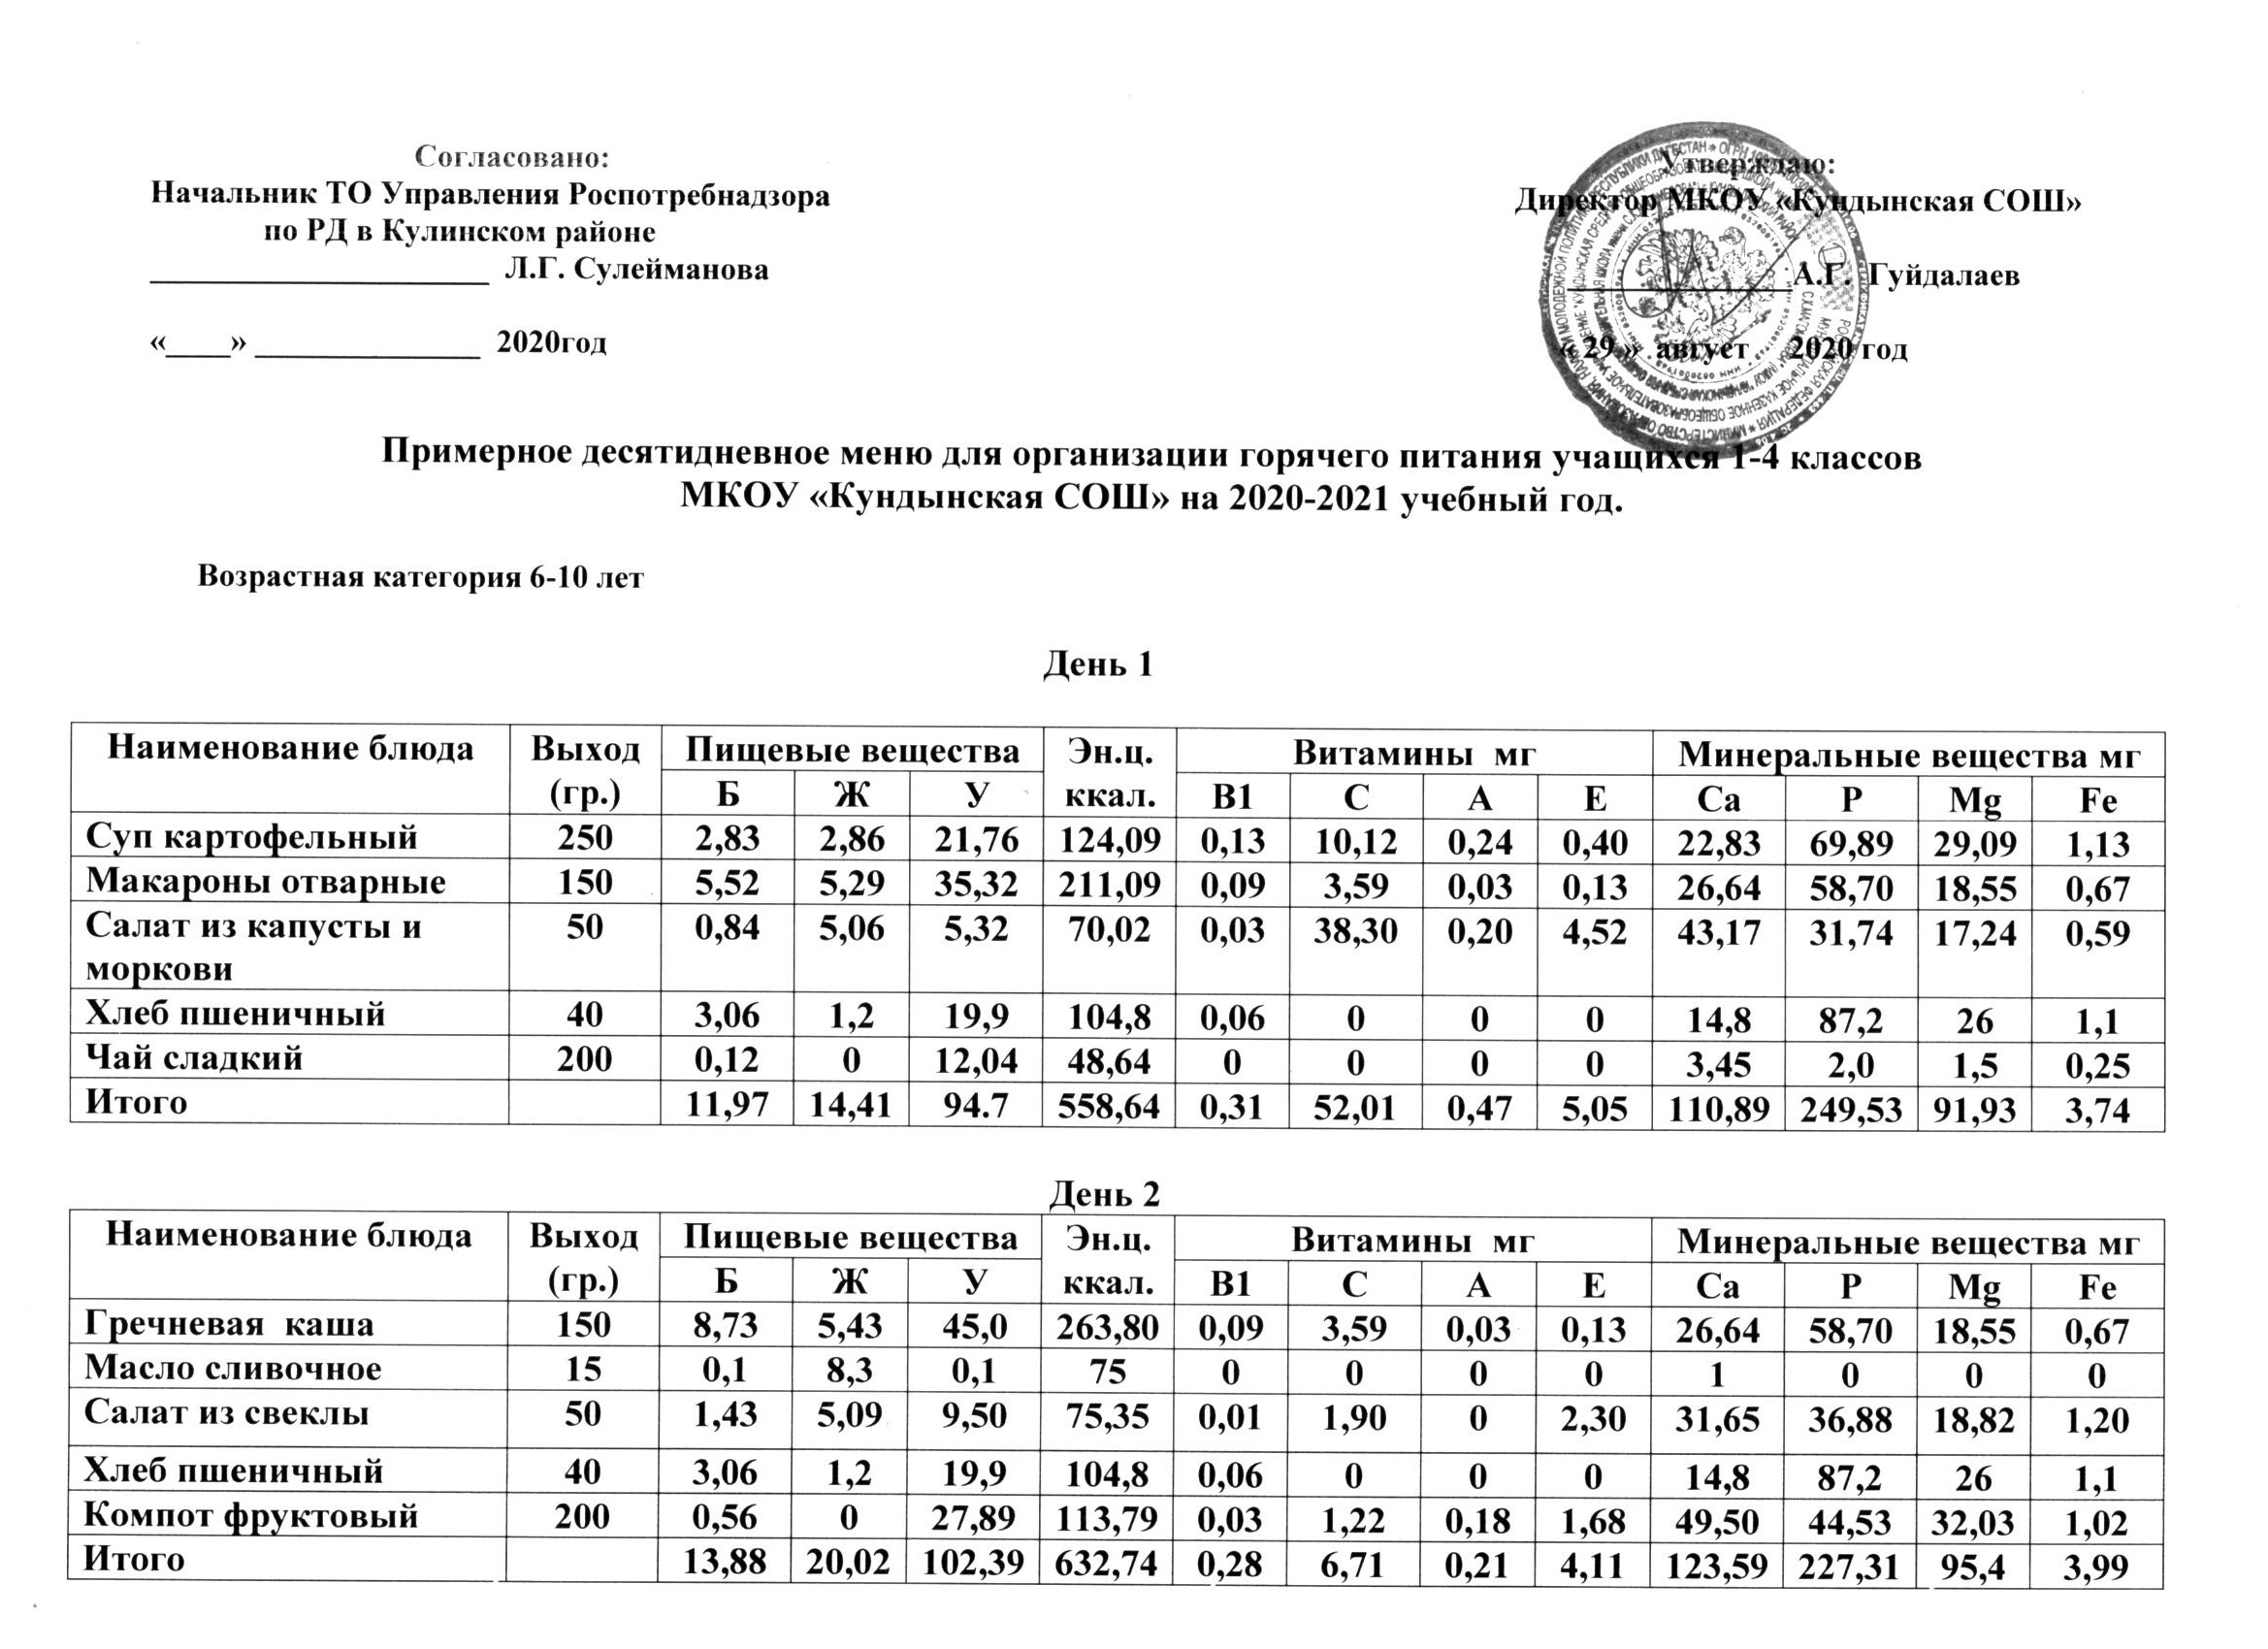 Согласовано:
Начальник ТО Управления Роспотребнадзора
по РД в Кулинском районе
____________________ Л.Г. Сулейманова
«____» ______________ 2020год
Утверждаю:
Директор МКОУ «Кундынская СОШ»
______________А.Г. Гуйдалаев
« 29 » август 2020 год
Примерное десятидневное меню для организации горячего питания учащихся 1-4 классов
МКОУ «Кундынская СОШ» на 2020-2021 учебный год.
Возрастная категория 6-10 лет
День 1
Наименование блюда Выход (гр.) Пищевые вещества Эн.ц. ккал. Витамины мг Минеральные вещества мг
Б Ж У В1 С А Е Са Р Mg Fe
Суп картофельный 250 2,83 2,86 21,76 124,09 0,13 10,12 0,24 0,40 22,83 69,89 29,09 1,13
Макароны отварные 150 5,52 5,29 35,32 211,09 0,09 3,59 0,03 0,13 26,64 58,70 18,55 0,67
Салат из капусты и 50 0,84 5,06 5,32 70,02 0,03 38,30 0,20 4,52 43,17 31,74 17,24 0,59
моркови
Хлеб пшеничный 40 3,06 1,2 19,9 104,8 0,06 0 0 0 14,8 87,2 26 1,1
Чай сладкий 200 0,12 0 12,04 48,64 0 0 0 0 3,45 2,0 1,5 0,25
Итого 11,97 14,41 94.7 558,64 0,31 52,01 0,47 5,05 110,89 249,53 91,93 3,74
День 2
Наименование блюда Выход (гр.) Пищевые вещества Эн.ц. ккал. Витамины мг Минеральные вещества мг
Б Ж У В1 С А Е Са Р Mg Fe
Гречневая каша 150 8,73 5,43 45,0 263,80 0,09 3,59 0,03 0,13 26,64 58,70 18,55 0,67
Масло сливочное 15 0,1 8,3 0,1 75 0 0 0 0 1 0 0 0
Салат из свеклы 50 1,43 5,09 9,50 75,35 0,01 1,90 0 2,30 31,65 36,88 18,82 1,20
Хлеб пшеничный 40 3,06 1,2 19,9 104,8 0,06 0 0 0 14,8 87,2 26 1,1
Компот фруктовый 200 0,56 0 27,89 113,79 0,03 1,22 0,18 1,68 49,50 44,53 32,03 1,02
Итого 13,88 20,02 102,39 632,74 0,28 6,71 0,21 4,11 123,59 227,31 95,4 3,99